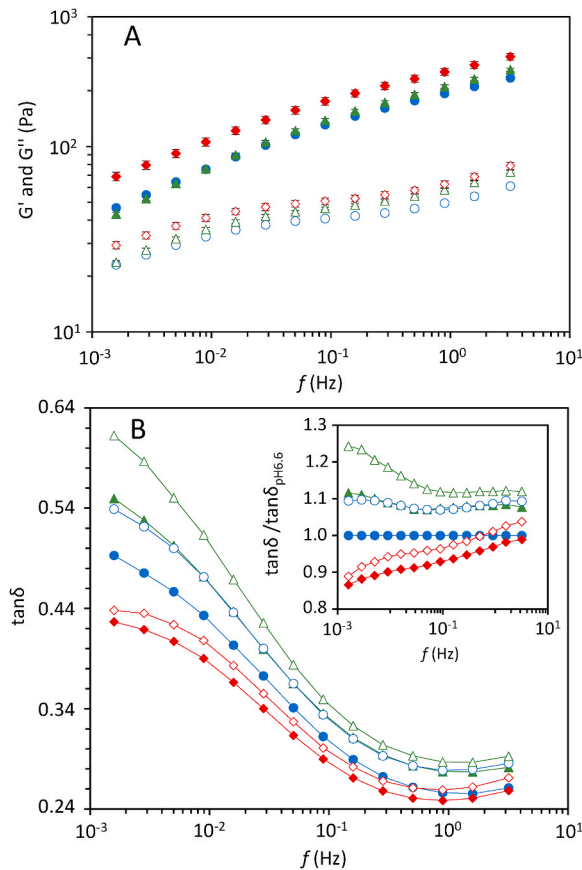 A
G' and G'' (Pa)
10³
10²
10¹
10⁻³ 10⁻² 10⁻¹ 10⁰ 10¹
f (Hz)
B
tanδ
0.64
0.54
0.44
0.34
0.24
10⁻³ 10⁻² 10⁻¹ 10⁰ 10¹
f (Hz)
tanδ /tanδpH6.6
1.3
1.2
1.1
1.0
0.9
0.8
10⁻³ 10⁻¹ 10¹
f (Hz)